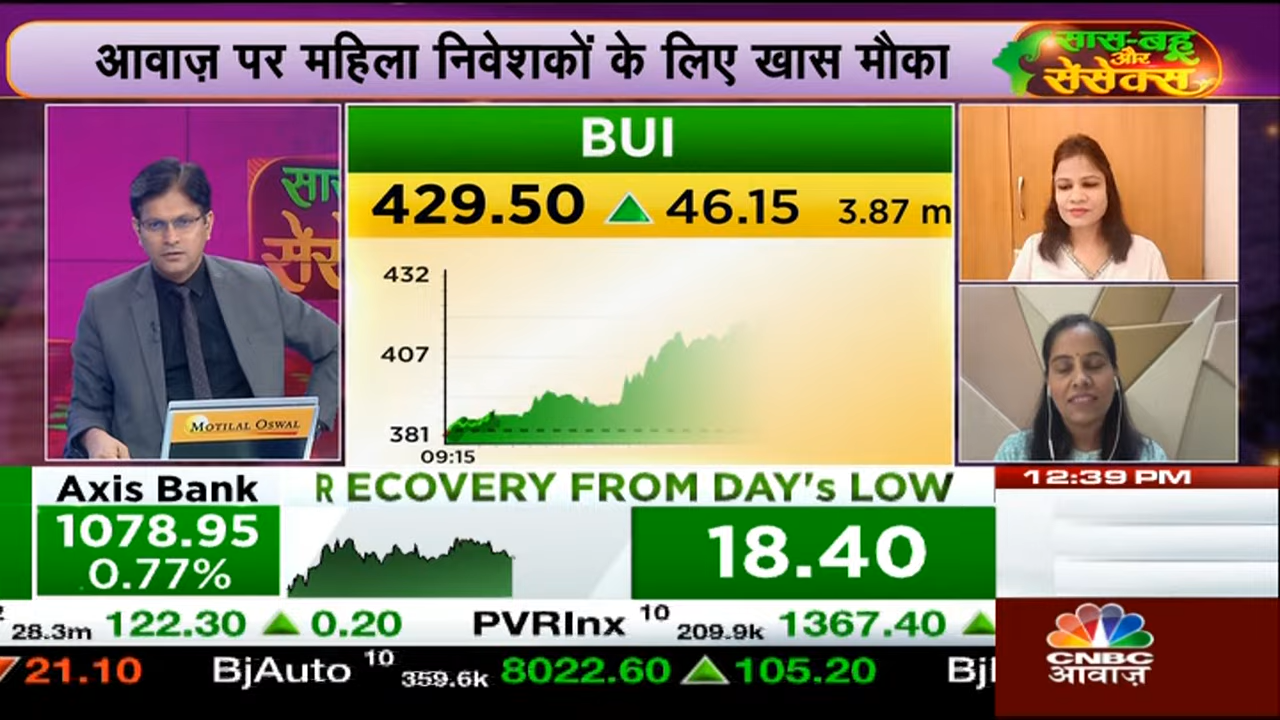 आवाज़ पर महिला निवेशकों के लिए खास मौका
सास-बहू
और
सेंसेक्स
BUI
429.50 ▲ 46.15 3.87 m
432
407
381
09:15
MOTILAL OSWAL
12:39 PM
Axis Bank
1078.95
0.77%
RECOVERY FROM DAY's LOW
18.40
28.3m 122.30 ▲ 0.20 PVRInx 10 209.9k 1367.40 ▲
21.10 BjAuto 10 359.6k 8022.60 ▲ 105.20
CNBC
आवाज़